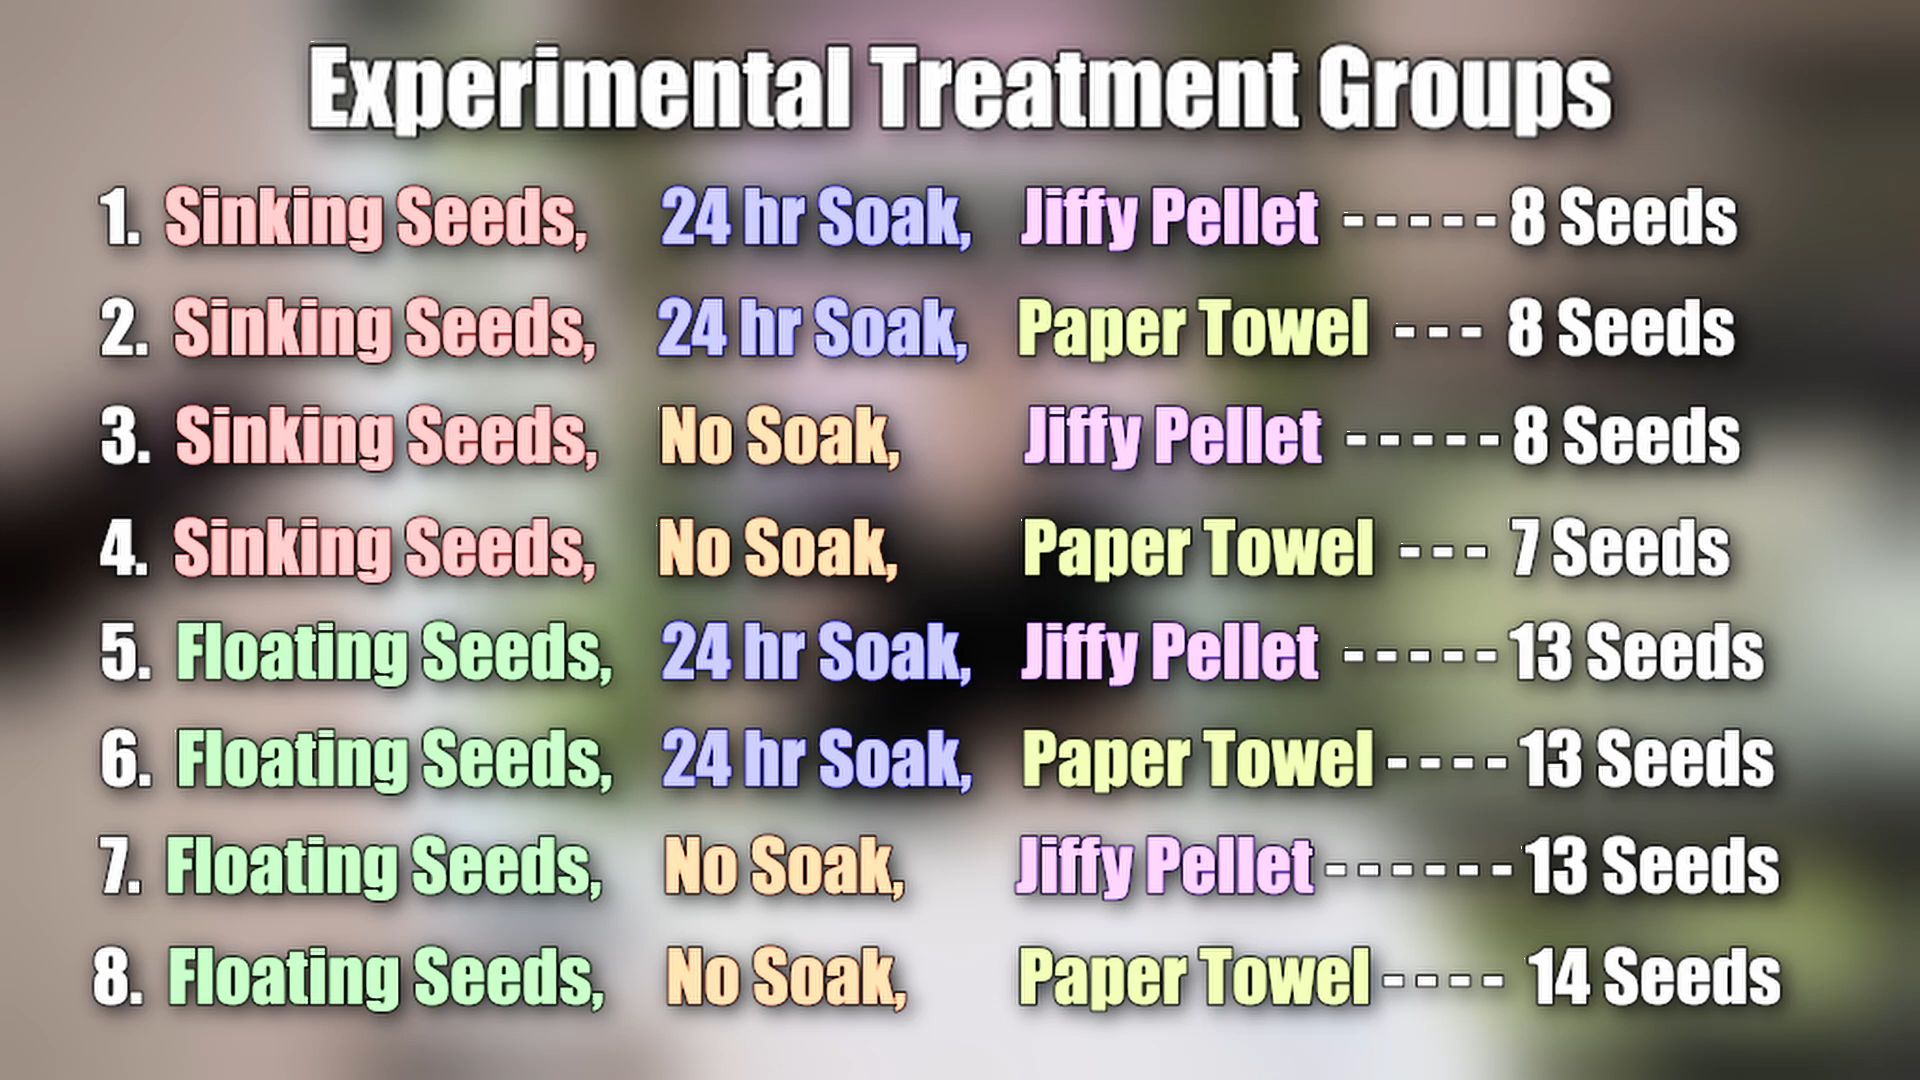 Experimental Treatment Groups
1. Sinking Seeds, 24 hr Soak, Jiffy Pellet ----- 8 Seeds
2. Sinking Seeds, 24 hr Soak, Paper Towel --- 8 Seeds
3. Sinking Seeds, No Soak, Jiffy Pellet ----- 8 Seeds
4. Sinking Seeds, No Soak, Paper Towel --- 7 Seeds
5. Floating Seeds, 24 hr Soak, Jiffy Pellet ----- 13 Seeds
6. Floating Seeds, 24 hr Soak, Paper Towel ---- 13 Seeds
7. Floating Seeds, No Soak, Jiffy Pellet ------ 13 Seeds
8. Floating Seeds, No Soak, Paper Towel ---- 14 Seeds